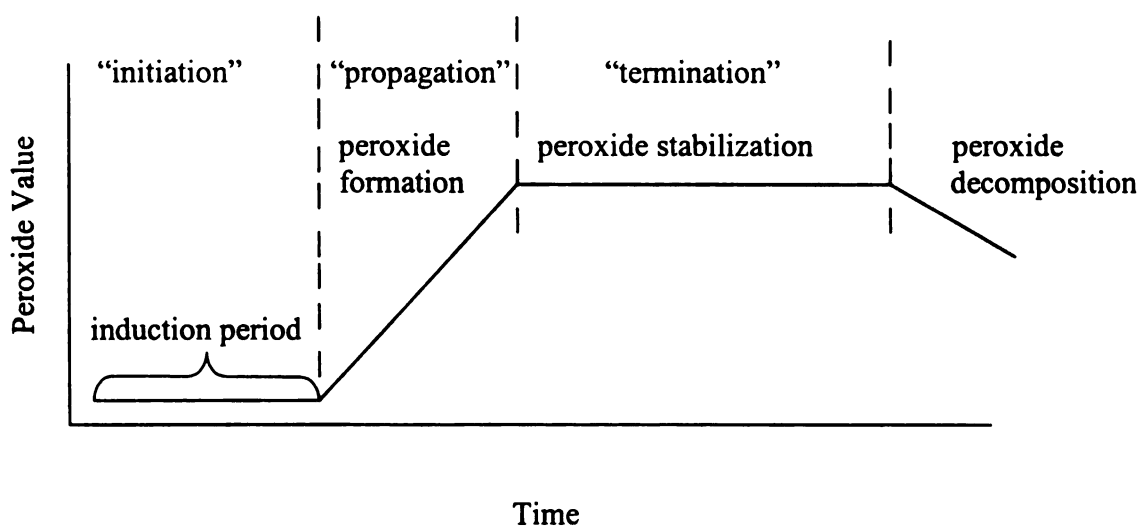 “initiation”
“propagation”
“termination”
peroxide
formation
peroxide stabilization
peroxide
decomposition
Peroxide Value
induction period
Time